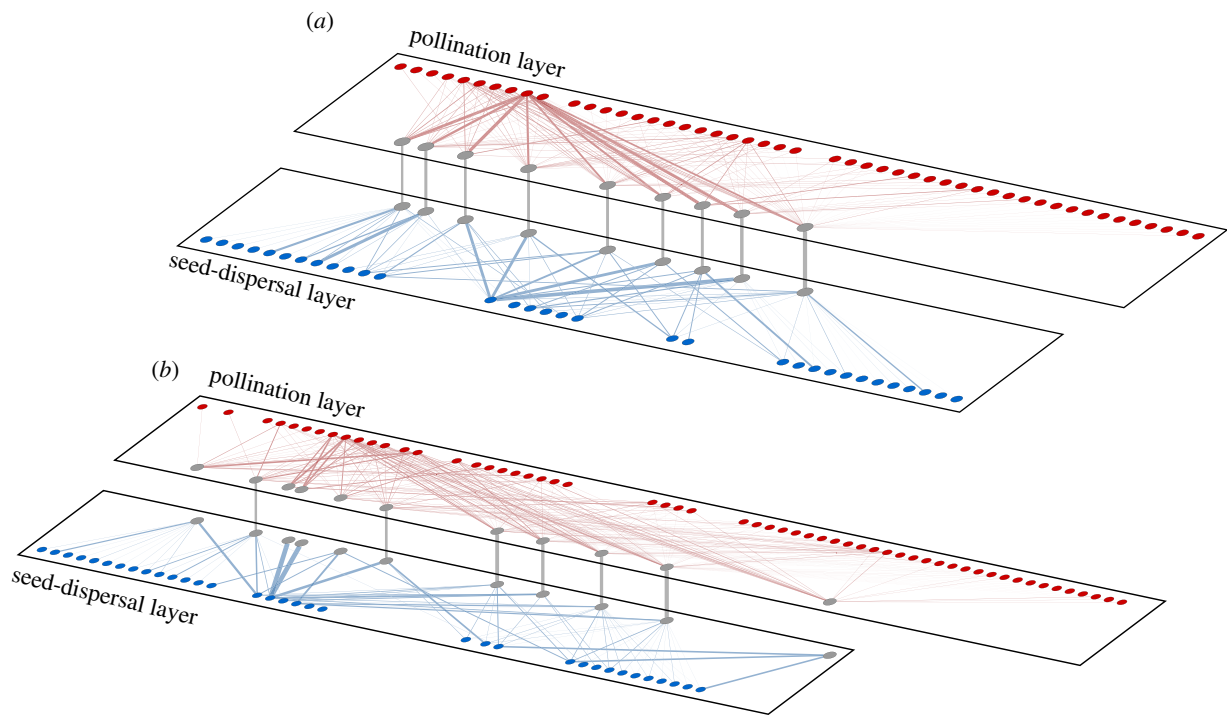 (a)
pollination layer
seed-dispersal layer
(b)
pollination layer
seed-dispersal layer